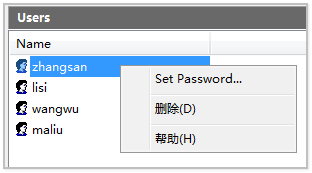 Users
Name
zhangsan
lisi
wangwu
maliu
Set Password...
删除(D)
帮助(H)